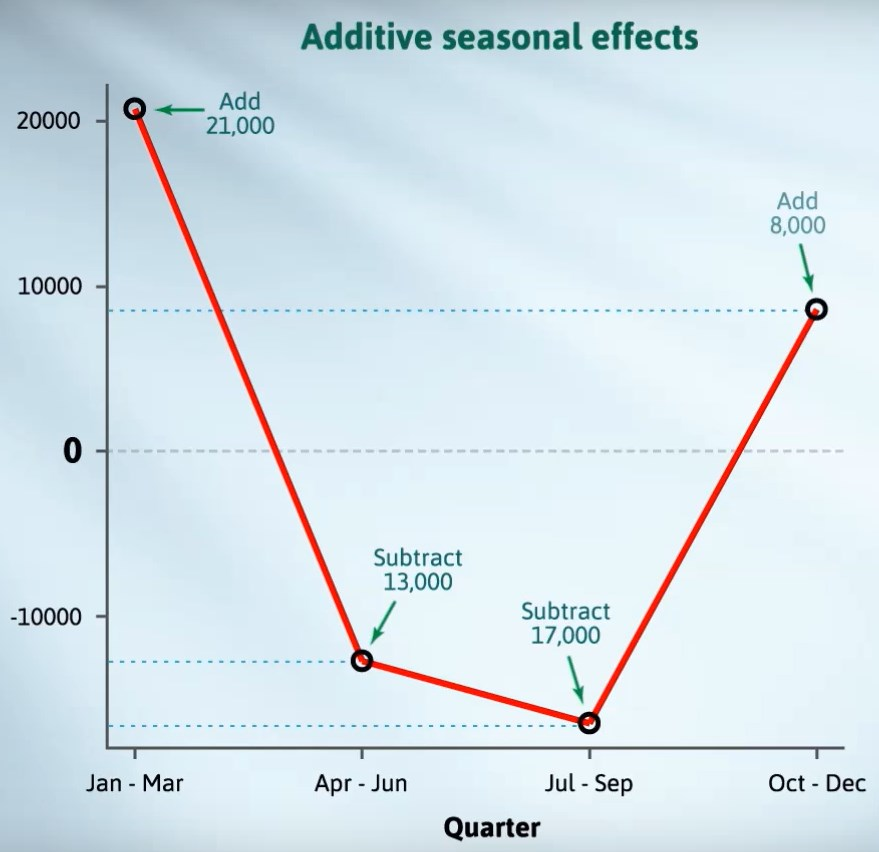 Additive seasonal effects
Add
21,000
20000
Add
8,000
10000
0
Subtract
13,000
Subtract
17,000
-10000
Jan - Mar
Apr - Jun
Jul - Sep
Oct - Dec
Quarter